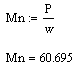 Mn := P/w
Mn = 60.695